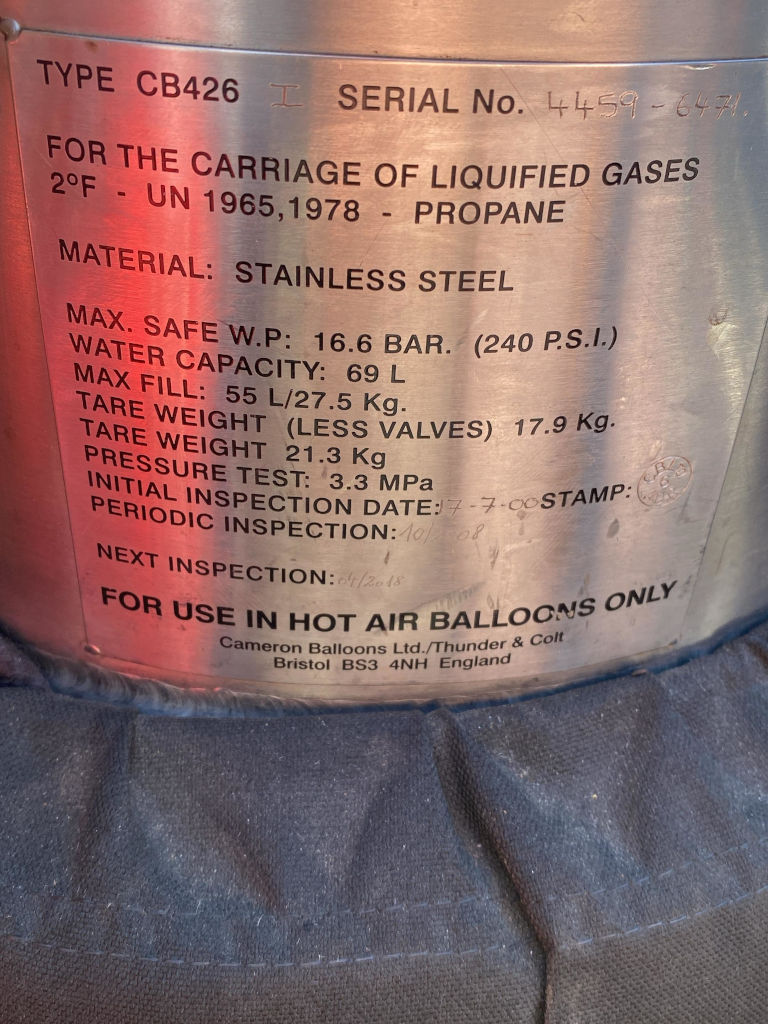 TYPE CB426 I SERIAL No. 4459 - 6471.
FOR THE CARRIAGE OF LIQUIFIED GASES
2ºF - UN 1965,1978 - PROPANE
MATERIAL: STAINLESS STEEL
MAX. SAFE W.P: 16.6 BAR. (240 P.S.I.)
WATER CAPACITY: 69 L
MAX FILL: 55 L/27.5 Kg.
TARE WEIGHT (LESS VALVES) 17.9 Kg.
TARE WEIGHT 21.3 Kg
PRESSURE TEST: 3.3 MPa
INITIAL INSPECTION DATE: 17-7-00 STAMP:
PERIODIC INSPECTION:
NEXT INSPECTION: 04/2018
FOR USE IN HOT AIR BALLOONS ONLY
Cameron Balloons Ltd./Thunder & Colt
Bristol BS3 4NH England